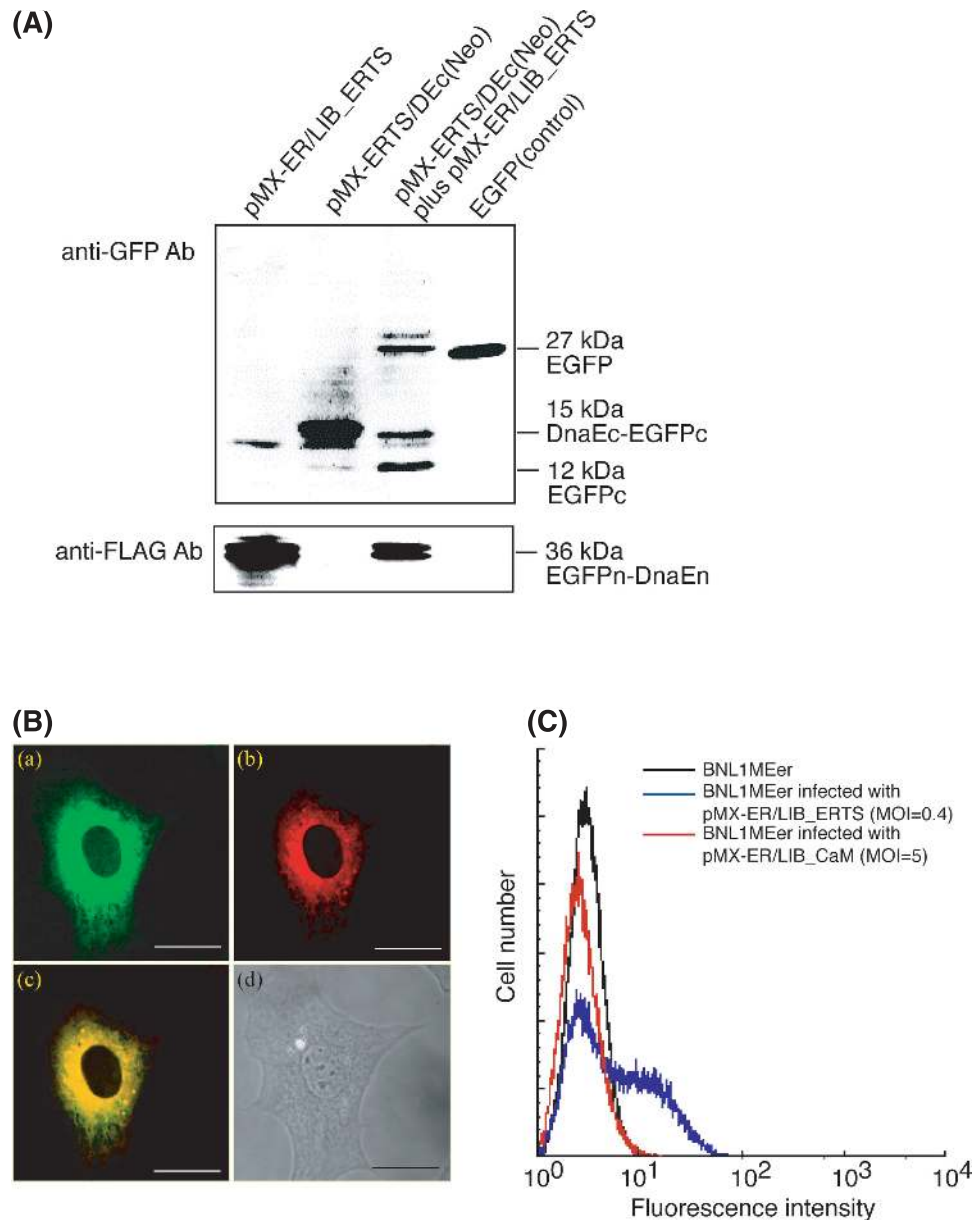 (A)
pMX-ER/LIB_ERTS
pMX-ERTS/DEc(Neo)
pMX-ERTS/DEc(Neo)
plus pMX-ER/LIB_ERTS
EGFP(control)
anti-GFP Ab
27 kDa
EGFP
15 kDa
DnaEc-EGFPc
12 kDa
EGFPc
anti-FLAG Ab
36 kDa
EGFPn-DnaEn
(B)
(a)
(b)
(c)
(d)
(C)
BNL1MEer
BNL1MEer infected with
pMX-ER/LIB_ERTS (MOI=0.4)
BNL1MEer infected with
pMX-ER/LIB_CaM (MOI=5)
Cell number
10⁰ 10¹ 10² 10³ 10⁴
Fluorescence intensity